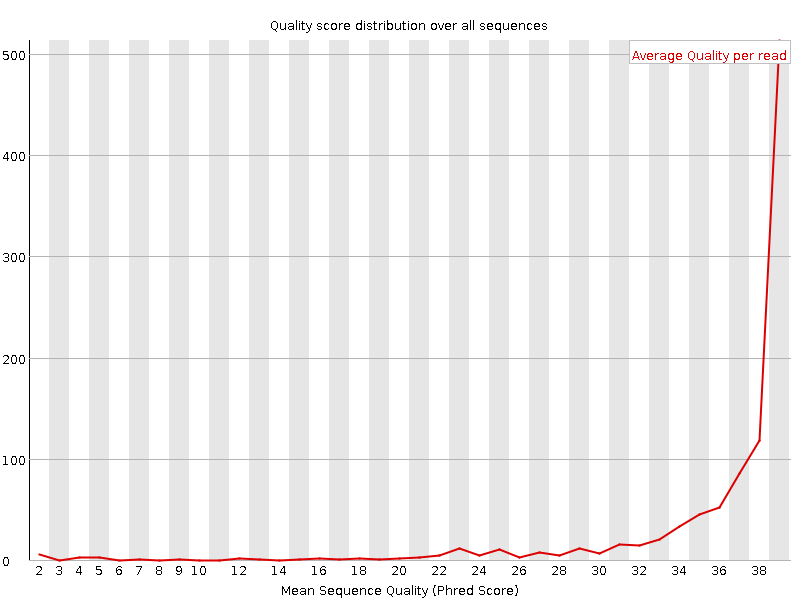 Quality score distribution over all sequences
Average Quality per read
500
400
300
200
100
0
2 3 4 5 6 7 8 9 10 12 14 16 18 20 22 24 26 28 30 32 34 36 38
Mean Sequence Quality (Phred Score)